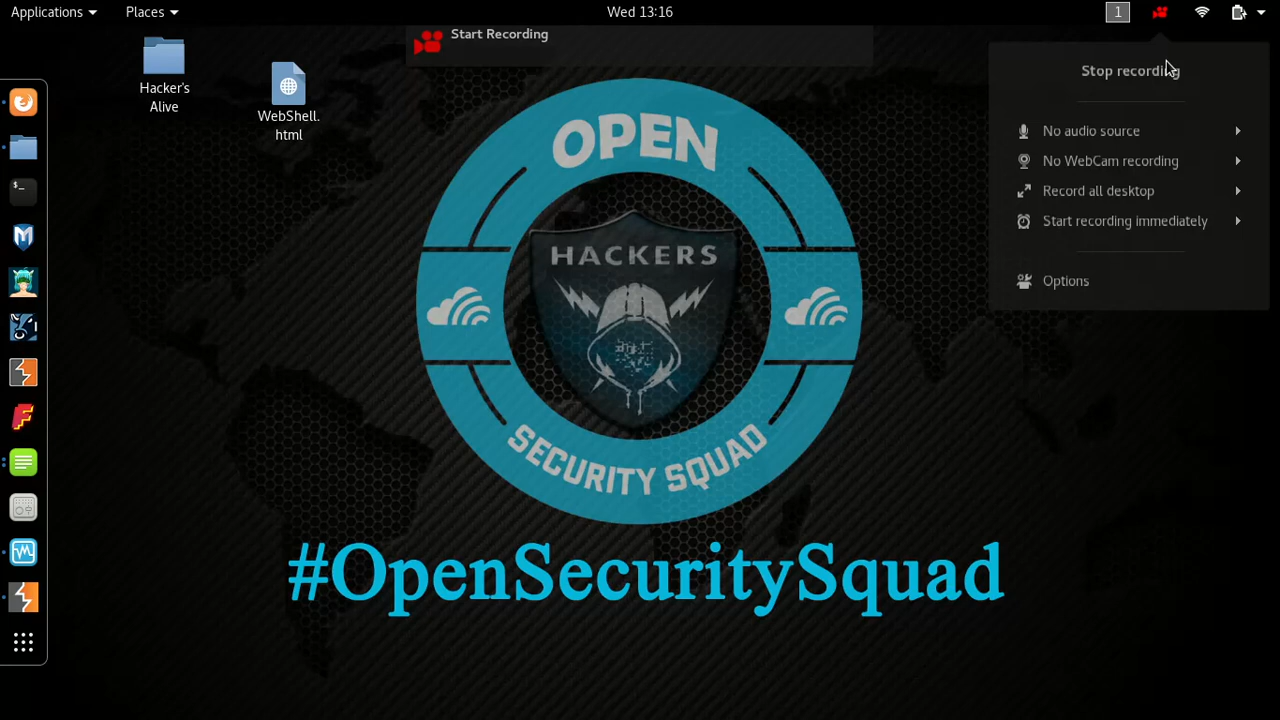 Applications
Places
Wed 13:16
1
Start Recording
Stop recording
No audio source
No WebCam recording
Record all desktop
Start recording immediately
Options
Hacker's
Alive
WebShell.
html
OPEN
HACKERS
SECURITY SQUAD
#OpenSecuritySquad